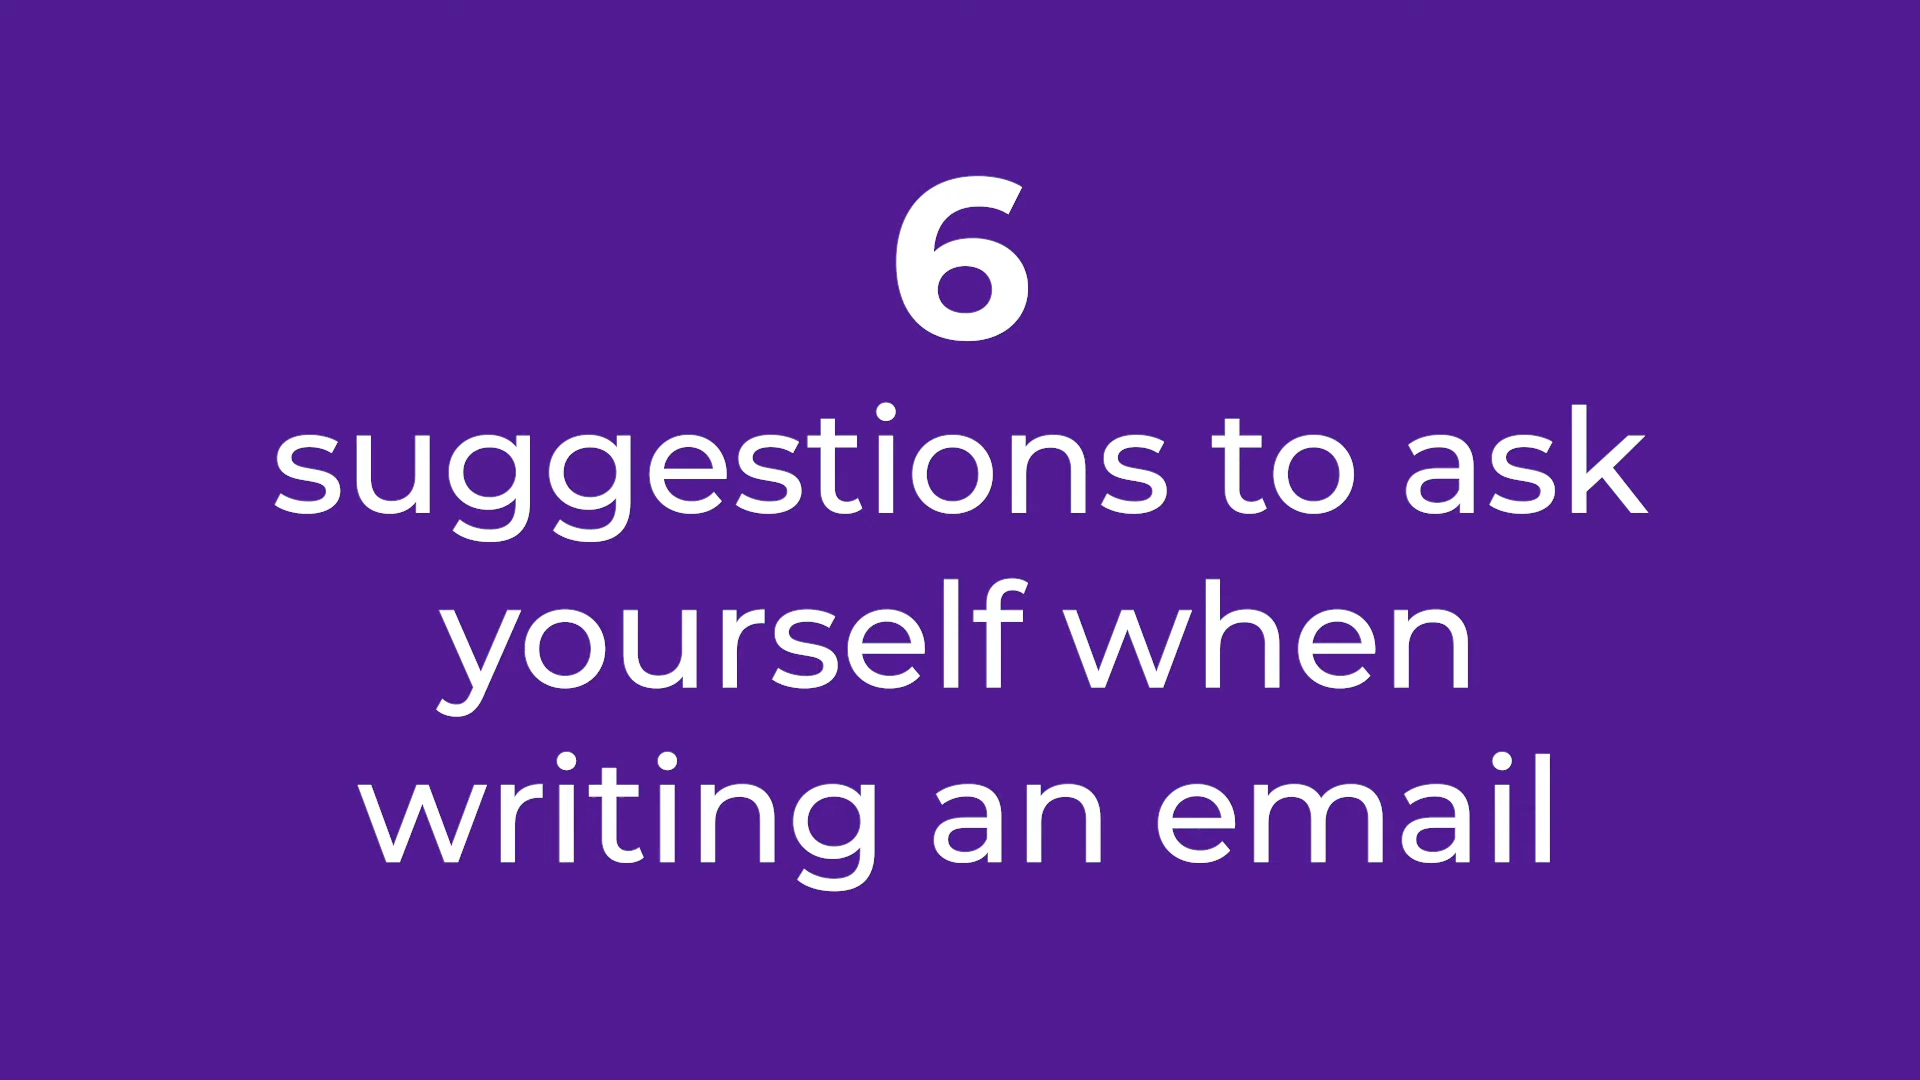 6
suggestions to ask
yourself when
writing an email